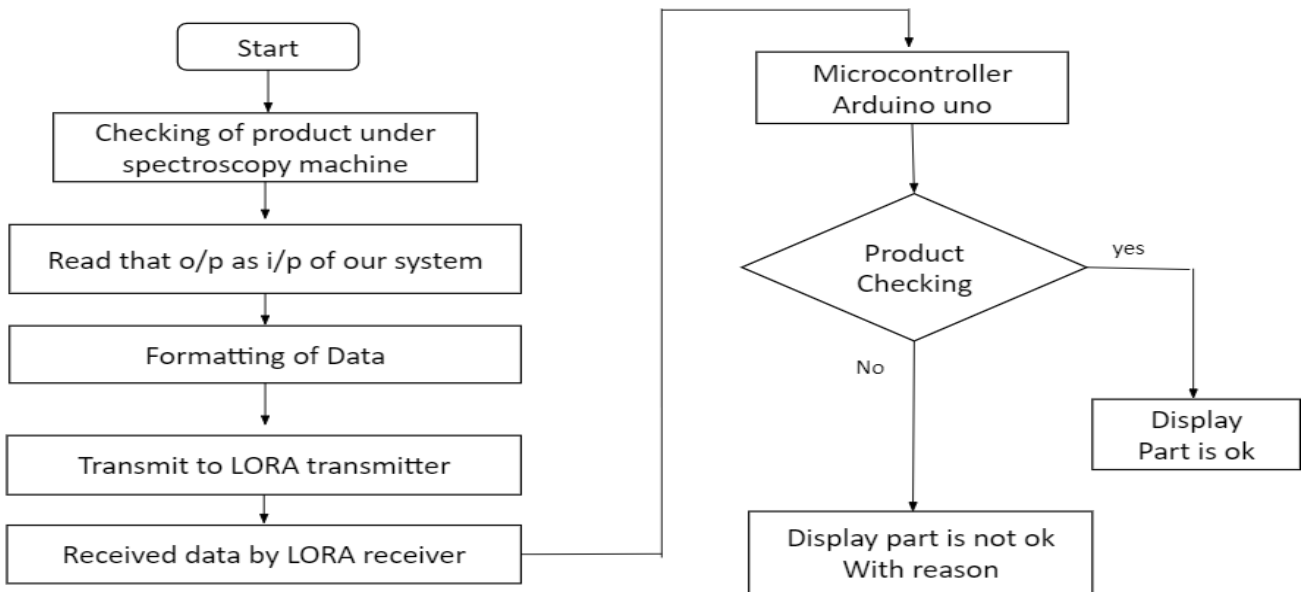 Start
Checking of product under
spectroscopy machine
Read that o/p as i/p of our system
Formatting of Data
Transmit to LORA transmitter
Received data by LORA receiver
Microcontroller
Arduino uno
Product
Checking
yes
No
Display
Part is ok
Display part is not ok
With reason